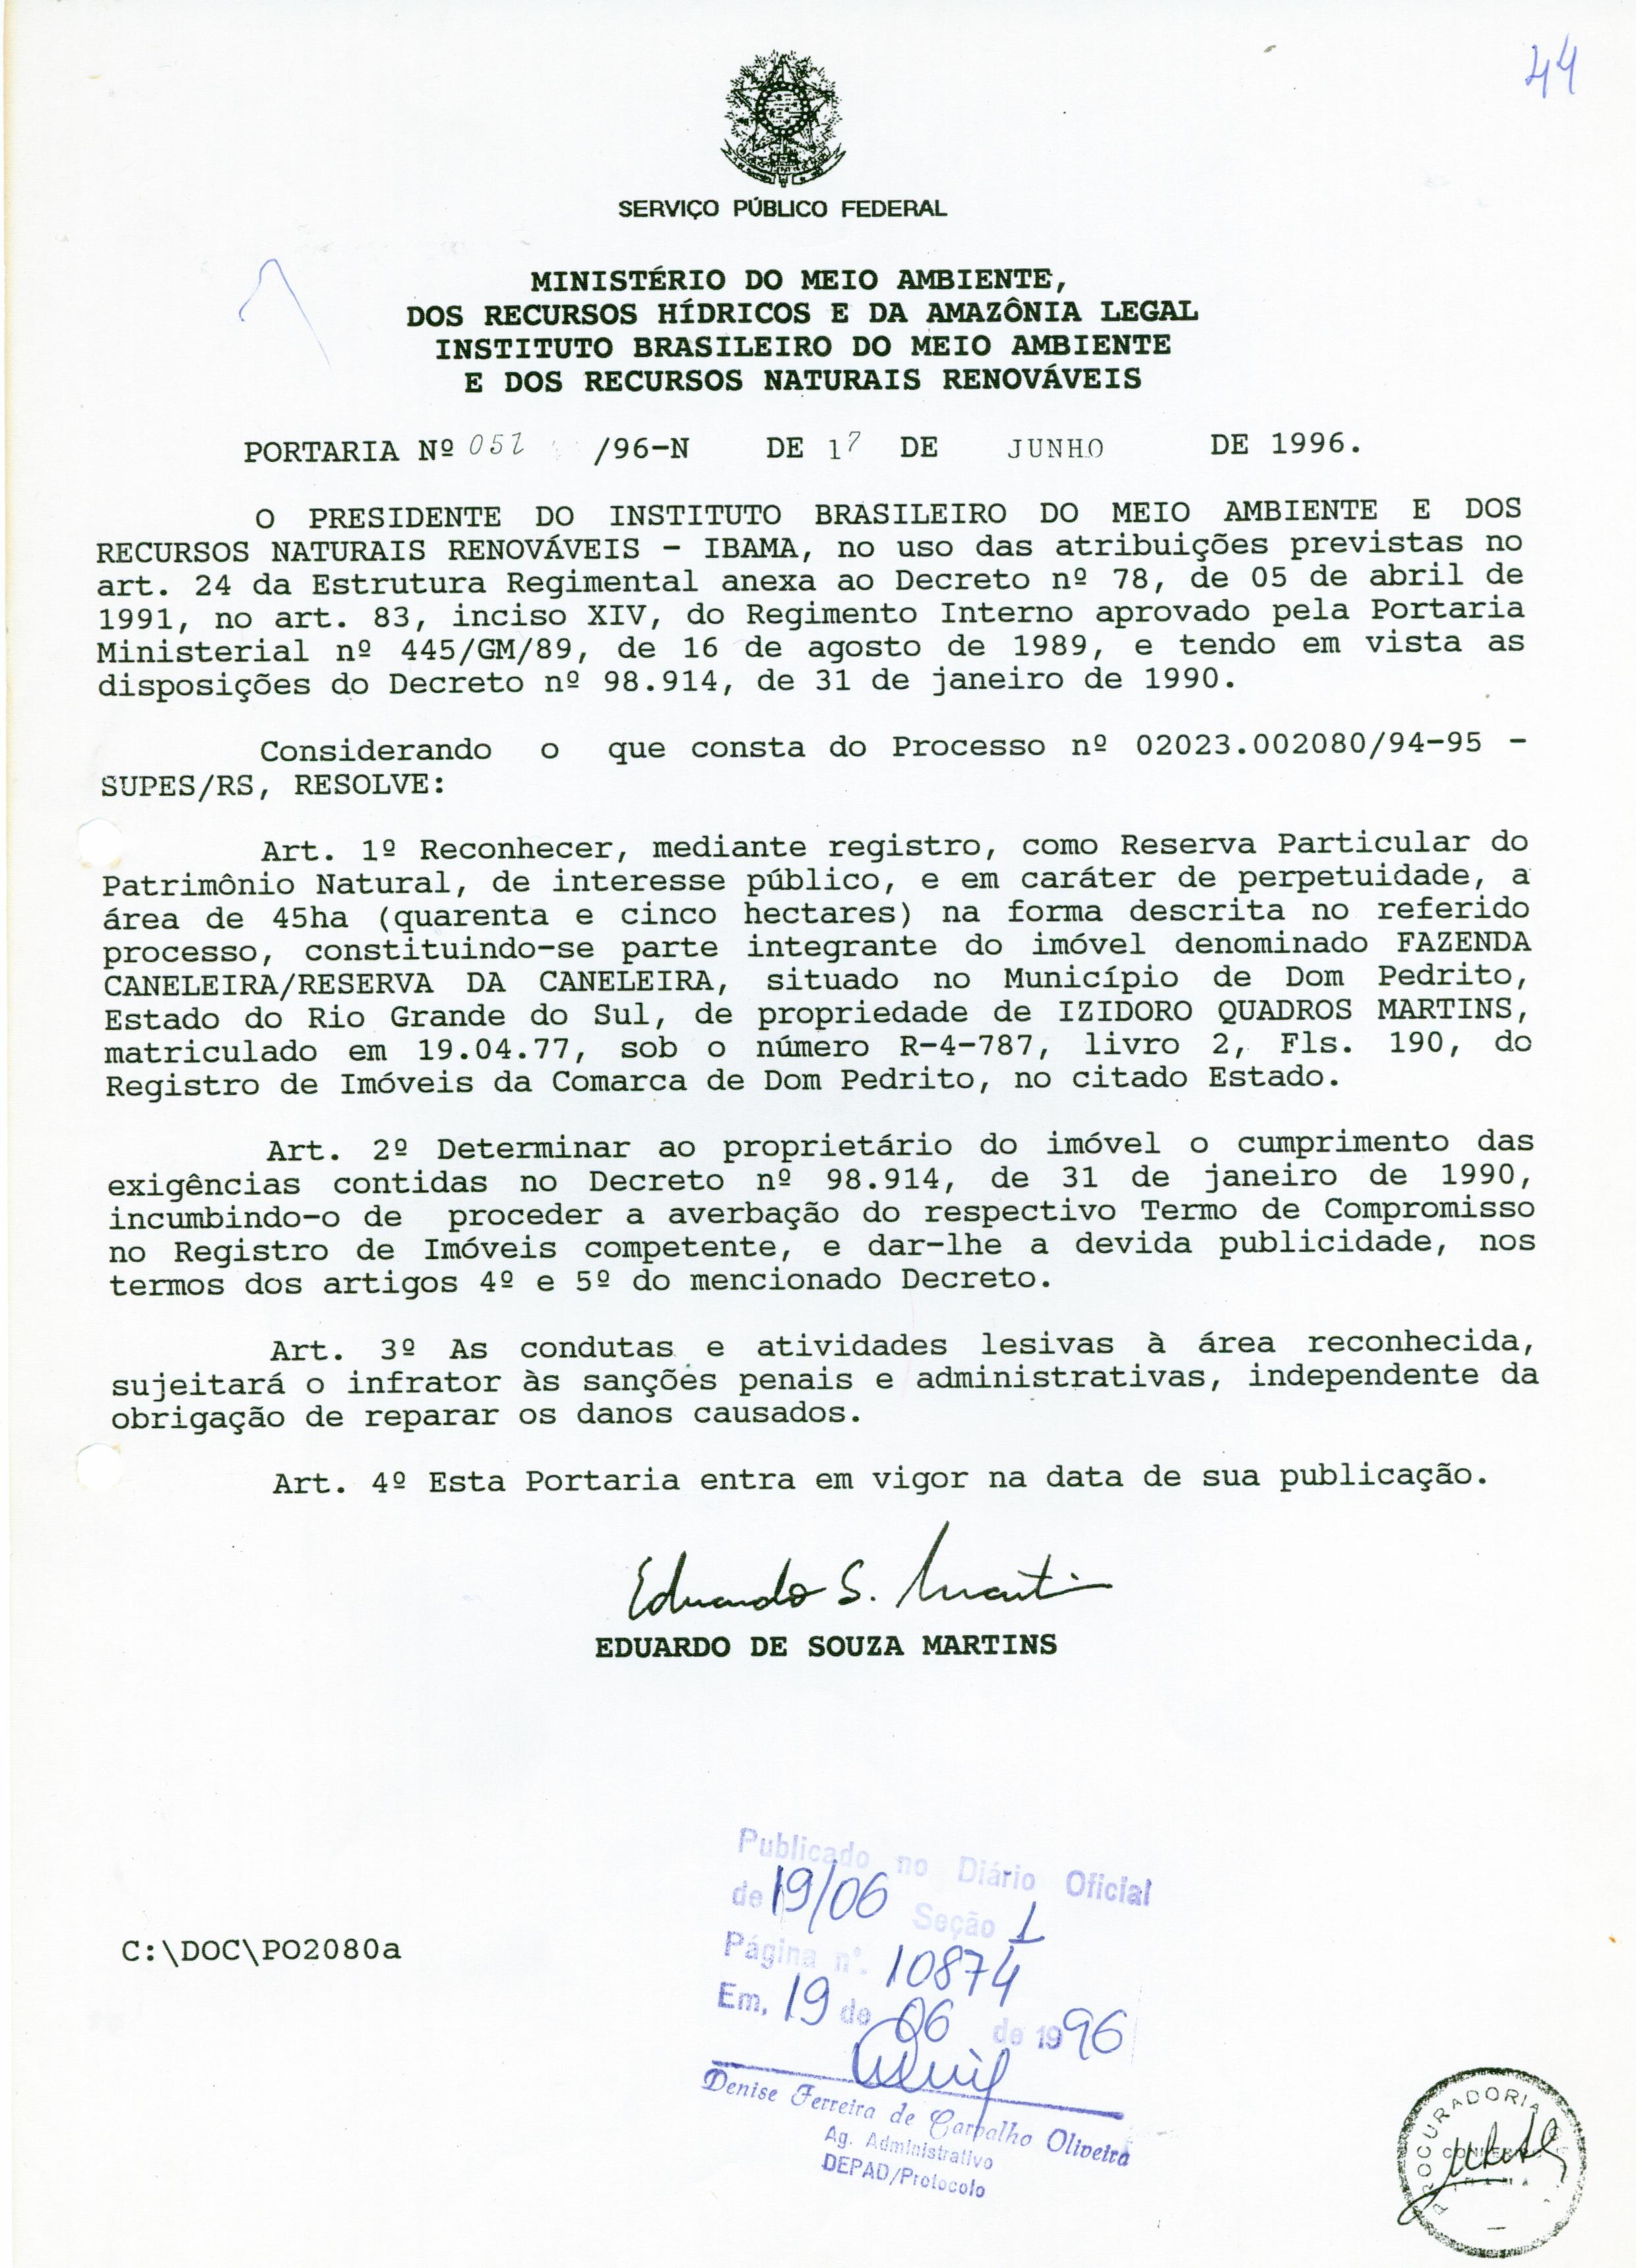 44
SERVIÇO PÚBLICO FEDERAL
MINISTÉRIO DO MEIO AMBIENTE,
DOS RECURSOS HÍDRICOS E DA AMAZÔNIA LEGAL
INSTITUTO BRASILEIRO DO MEIO AMBIENTE
E DOS RECURSOS NATURAIS RENOVÁVEIS
PORTARIA Nº 052 /96-N DE 17 DE JUNHO DE 1996.
O PRESIDENTE DO INSTITUTO BRASILEIRO DO MEIO AMBIENTE E DOS
RECURSOS NATURAIS RENOVÁVEIS - IBAMA, no uso das atribuições previstas no
art. 24 da Estrutura Regimental anexa ao Decreto nº 78, de 05 de abril de
1991, no art. 83, inciso XIV, do Regimento Interno aprovado pela Portaria
Ministerial nº 445/GM/89, de 16 de agosto de 1989, e tendo em vista as
disposições do Decreto nº 98.914, de 31 de janeiro de 1990.
Considerando o que consta do Processo nº 02023.002080/94-95 -
SUPES/RS, RESOLVE:
Art. 1º Reconhecer, mediante registro, como Reserva Particular do
Patrimônio Natural, de interesse público, e em caráter de perpetuidade, a
área de 45ha (quarenta e cinco hectares) na forma descrita no referido
processo, constituindo-se parte integrante do imóvel denominado FAZENDA
CANELEIRA/RESERVA DA CANELEIRA, situado no Município de Dom Pedrito,
Estado do Rio Grande do Sul, de propriedade de IZIDORO QUADROS MARTINS,
matriculado em 19.04.77, sob o número R-4-787, livro 2, Fls. 190, do
Registro de Imóveis da Comarca de Dom Pedrito, no citado Estado.
Art. 2º Determinar ao proprietário do imóvel o cumprimento das
exigências contidas no Decreto nº 98.914, de 31 de janeiro de 1990,
incumbindo-o de proceder a averbação do respectivo Termo de Compromisso
no Registro de Imóveis competente, e dar-lhe a devida publicidade, nos
termos dos artigos 4º e 5º do mencionado Decreto.
Art. 3º As condutas e atividades lesivas à área reconhecida,
sujeitará o infrator às sanções penais e administrativas, independente da
obrigação de reparar os danos causados.
Art. 4º Esta Portaria entra em vigor na data de sua publicação.
Eduardo S. Martins
EDUARDO DE SOUZA MARTINS
Publicado no Diário Oficial
de 19/06 Seção 1
Página nº. 10874
Em, 19 de 06 de 1996
Denise Ferreira de Carvalho Oliveira
Ag. Administrativo
DEPAD/Protocolo
C:\DOC\PO2080a
PROCURADORIA